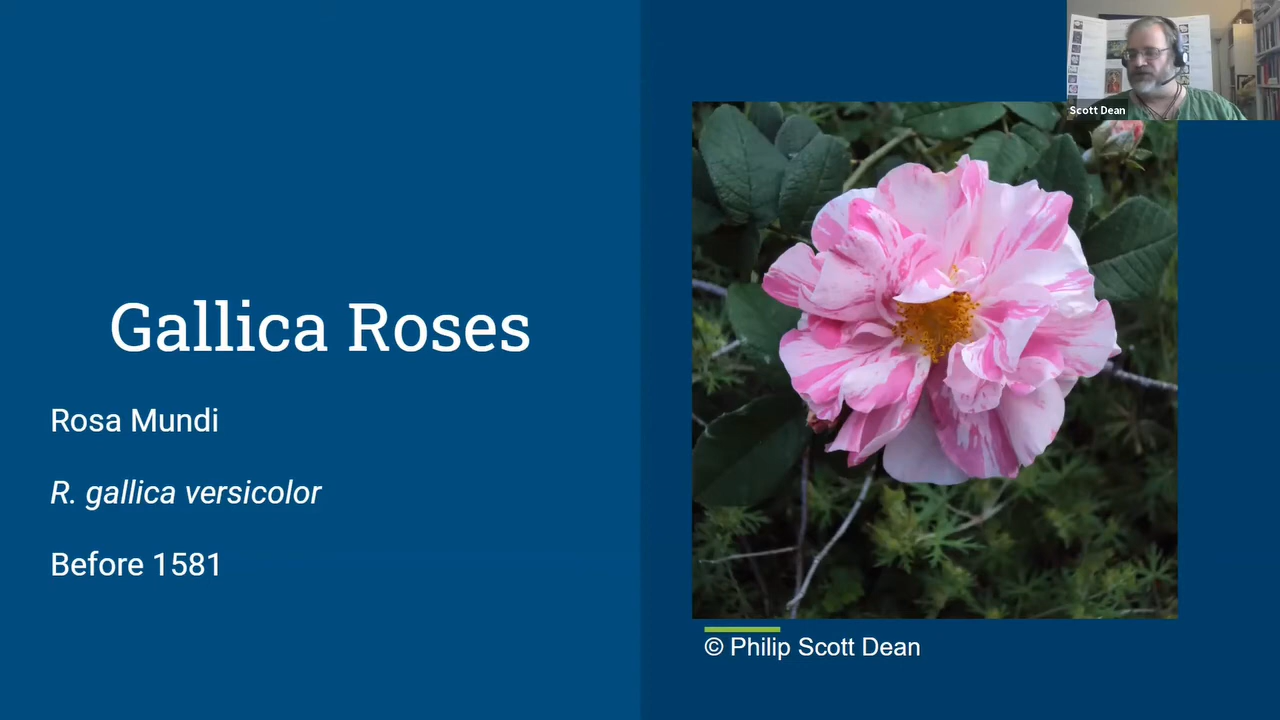 Scott Dean
Gallica Roses
Rosa Mundi
R. gallica versicolor
Before 1581
© Philip Scott Dean